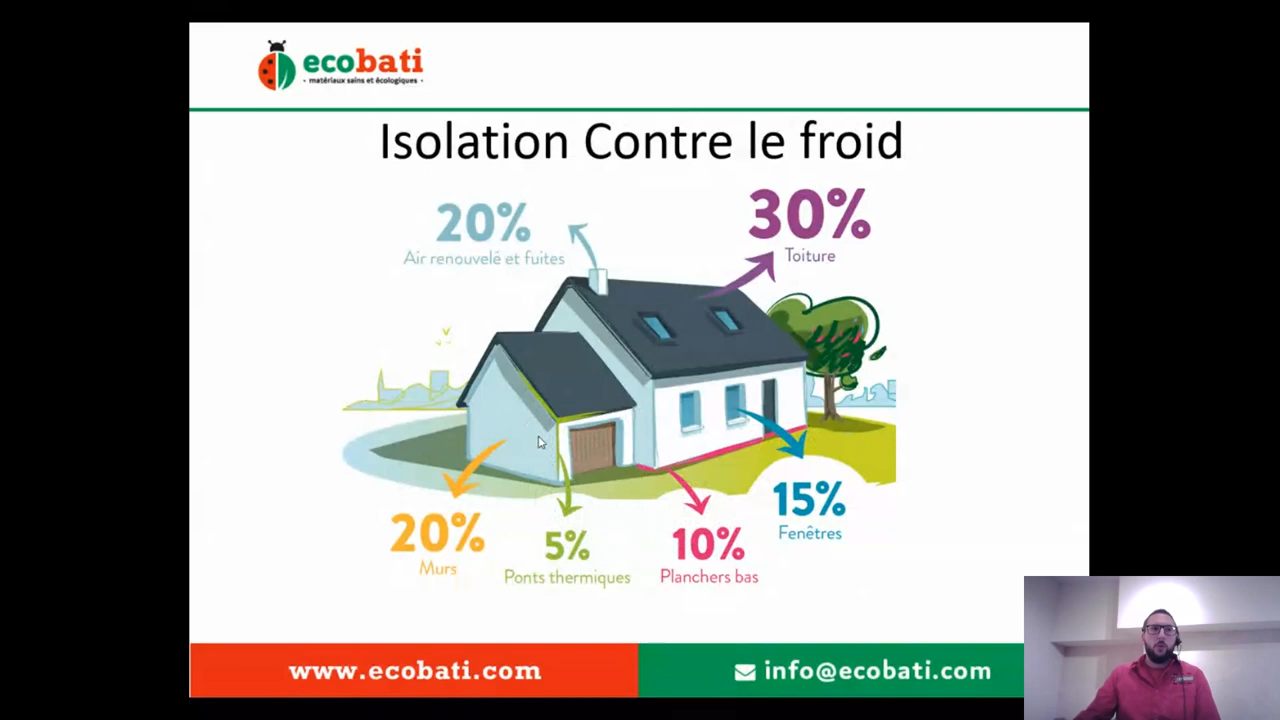 ecobati
• matériaux sains et écologiques •
Isolation Contre le froid
20%
Air renouvelé et fuites
30%
Toiture
20%
Murs
5%
Ponts thermiques
10%
Planchers bas
15%
Fenêtres
www.ecobati.com
info@ecobati.com